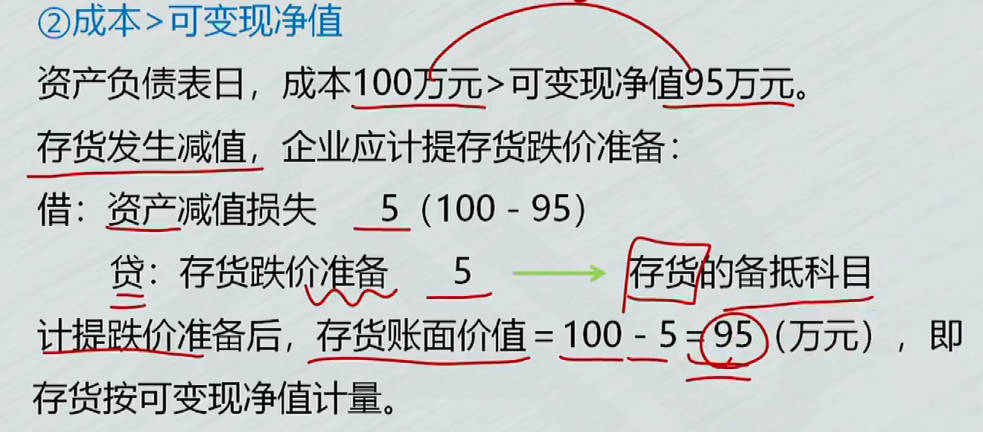 ②成本>可变现净值
资产负债表日，成本100万元>可变现净值95万元。
存货发生减值，企业应计提存货跌价准备：
借：资产减值损失 5（100 - 95）
贷：存货跌价准备 5 → 存货的备抵科目
计提跌价准备后，存货账面价值 = 100 - 5 = 95（万元），即
存货按可变现净值计量。